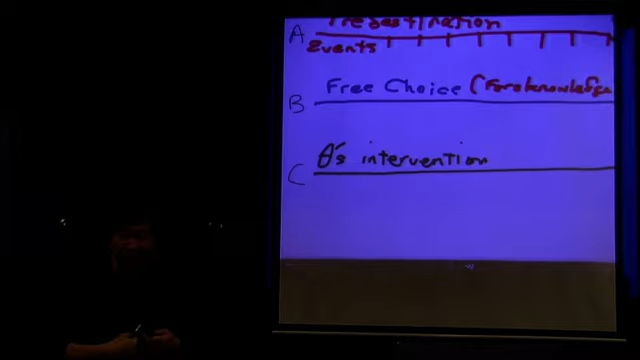 Predestination
A
Events
B Free Choice (Foreknowledge
C θ's intervention